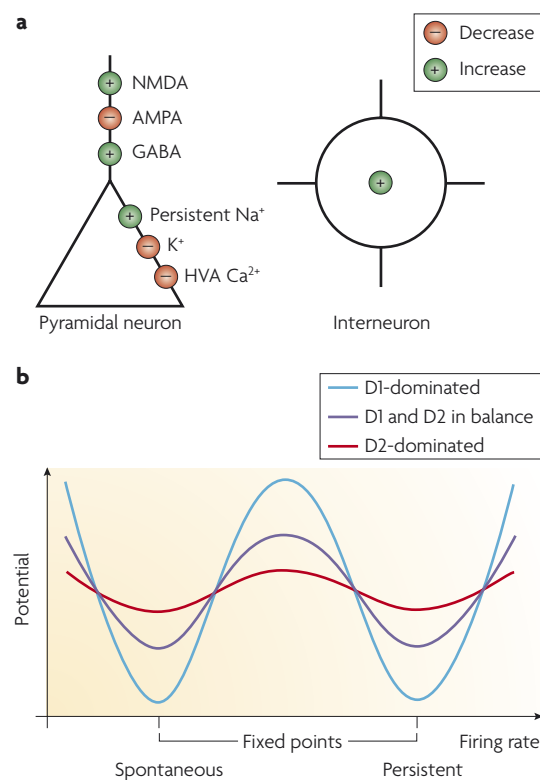 a
− Decrease
+ Increase
+ NMDA
− AMPA
+ GABA
+ Persistent Na⁺
− K⁺
− HVA Ca²⁺
+
Pyramidal neuron
Interneuron
b
D1-dominated
D1 and D2 in balance
D2-dominated
Potential
Fixed points
Firing rate
Spontaneous
Persistent